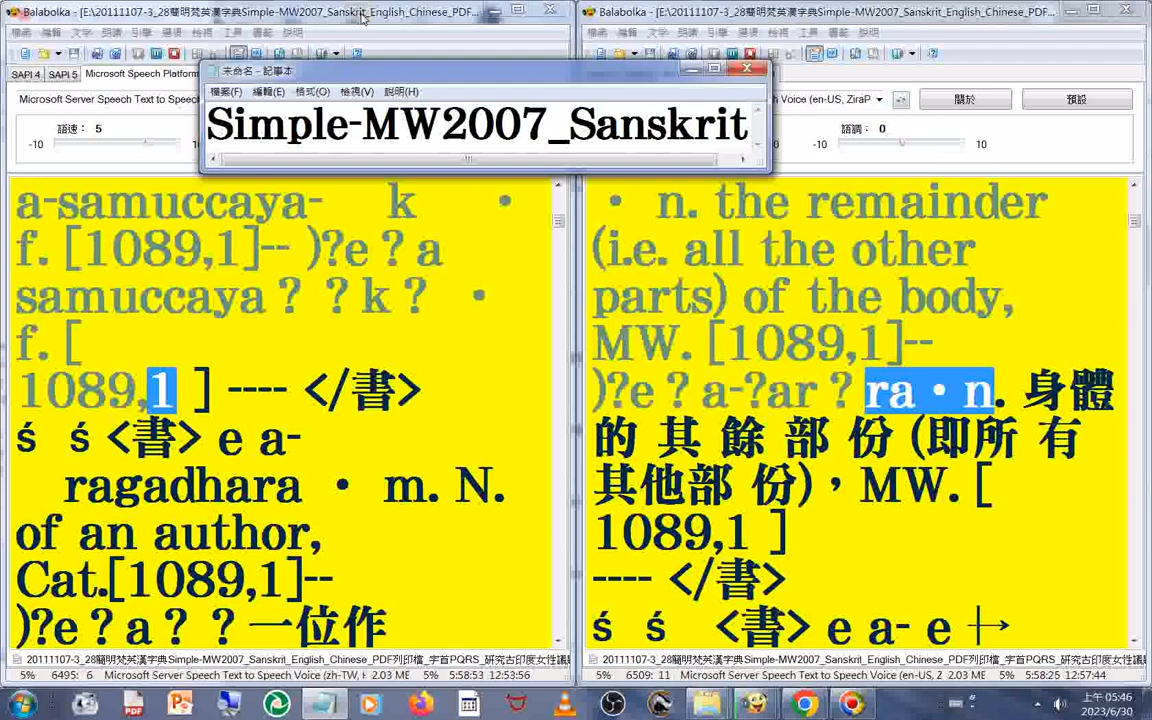 Balabolka - [E:\20111107-3_28簡明梵英漢字典Simple-MW2007_Sanskrit_English_Chinese_PDF...
Balabolka - [E:\20111107-3_28簡明梵英漢字典Simple-MW2007_Sanskrit_English_Chinese_PDF...
SAPI 4 SAPI 5 Microsoft Speech Platform
未命名 - 記事本
檔案(F) 編輯(E) 格式(O) 檢視(V) 說明(H)
Simple-MW2007_Sanskrit
Microsoft Server Speech Text to Speec
Voice (en-US, ZiraP
關於
預設
語速： 5
-10
語調： 0
-10 10
a-samuccaya- k •
f. [1089,1]-- )?e ? a
samuccaya ? ? k ? •
f. [
1089,1 ] ---- </書>
ś ś <書> e a-
ragadhara • m. N.
of an author,
Cat.[1089,1]--
)?e ? a ? ? 一位作
• n. the remainder
(i.e. all the other
parts) of the body,
MW. [1089,1]--
)?e ? a-?ar ? ra • n. 身體
的 其 餘 部 份 (即所 有
其他部 份)，MW. [
1089,1 ]
---- </書>
ś ś <書> e a- e
20111107-3_28簡明梵英漢字典Simple-MW2007_Sanskrit_English_Chinese_PDF列印檔_字首PQRS_研究古印度女性議
20111107-3_28簡明梵英漢字典Simple-MW2007_Sanskrit_English_Chinese_PDF列印檔_字首PQRS_研究古印度女性議
5% 6495: 6 Microsoft Server Speech Text to Speech Voice (zh-TW, H 2.03 MB 5% 5:58:53 12:53:56
5% 6509: 11 Microsoft Server Speech Text to Speech Voice (en-US, Z 2.03 MB 5% 5:58:25 12:57:44
上午 05:46
2023/6/30